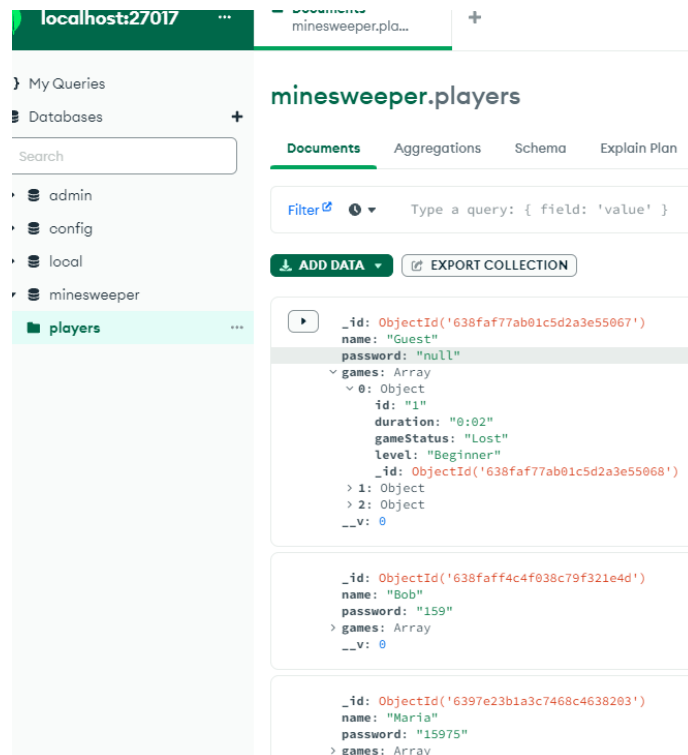 localhost:27017 ...
Documents
minesweeper.pla...
+
} My Queries
Databases +
Search
admin
config
local
minesweeper
players ...
minesweeper.players
Documents Aggregations Schema Explain Plan
Filter Type a query: { field: 'value' }
ADD DATA EXPORT COLLECTION
_id: ObjectId('638faf77ab01c5d2a3e55067')
name: "Guest"
password: "null"
games: Array
0: Object
id: "1"
duration: "0:02"
gameStatus: "Lost"
level: "Beginner"
_id: ObjectId('638faf77ab01c5d2a3e55068')
1: Object
2: Object
__v: 0
_id: ObjectId('638faff4c4f038c79f321e4d')
name: "Bob"
password: "159"
games: Array
__v: 0
_id: ObjectId('6397e23b1a3c7468c4638203')
name: "Maria"
password: "15975"
games: Array